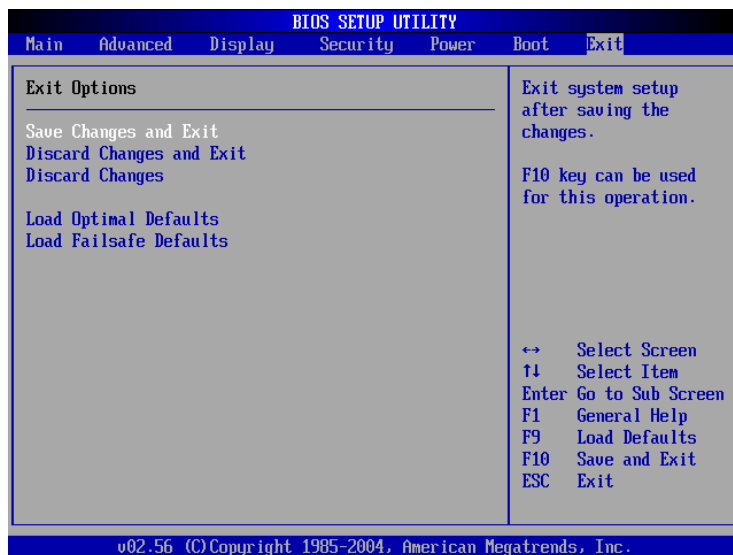 BIOS SETUP UTILITY
Main Advanced Display Security Power Boot Exit
Exit Options
Save Changes and Exit
Discard Changes and Exit
Discard Changes
Load Optimal Defaults
Load Failsafe Defaults
Exit system setup
after saving the
changes.
F10 key can be used
for this operation.
↔ Select Screen
↑↓ Select Item
Enter Go to Sub Screen
F1 General Help
F9 Load Defaults
F10 Save and Exit
ESC Exit
v02.56 (C)Copyright 1985-2004, American Megatrends, Inc.